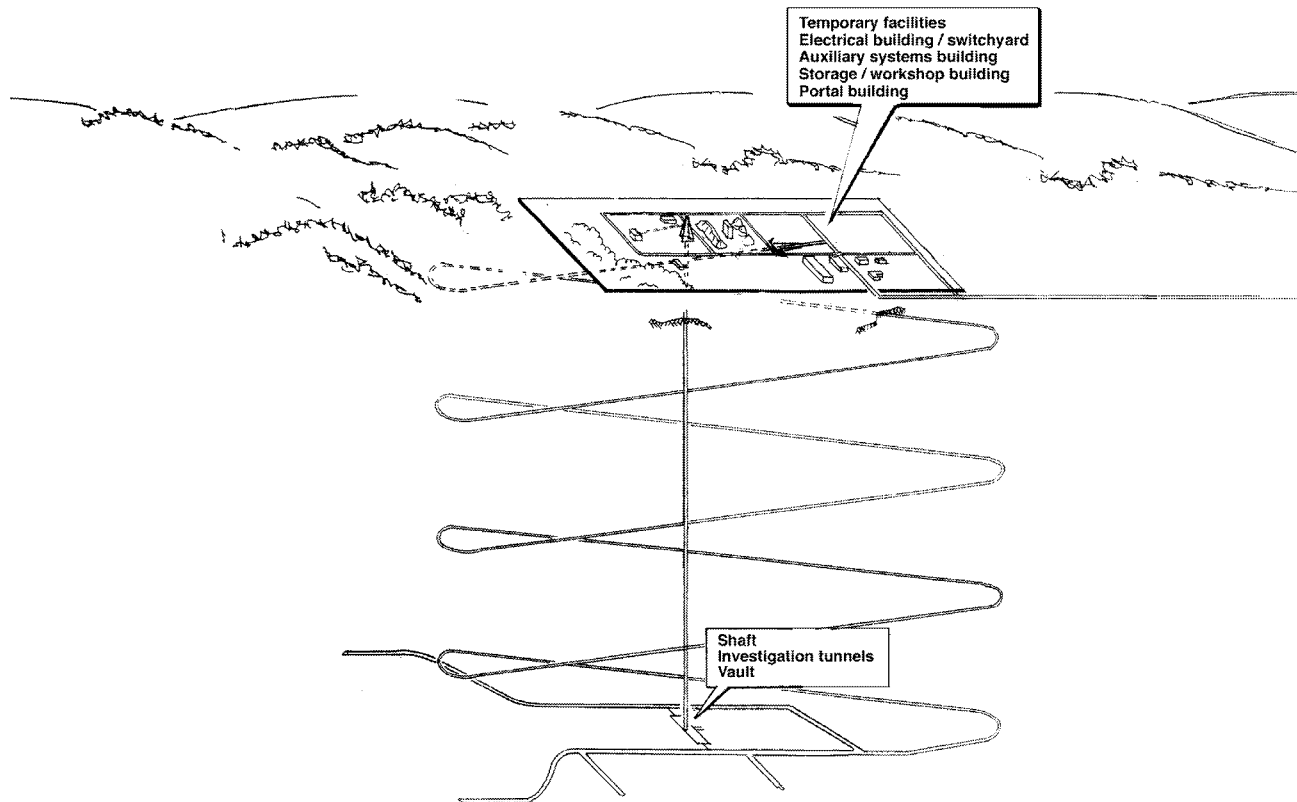 Temporary facilities
Electrical building / switchyard
Auxiliary systems building
Storage / workshop building
Portal building
Shaft
Investigation tunnels
Vault